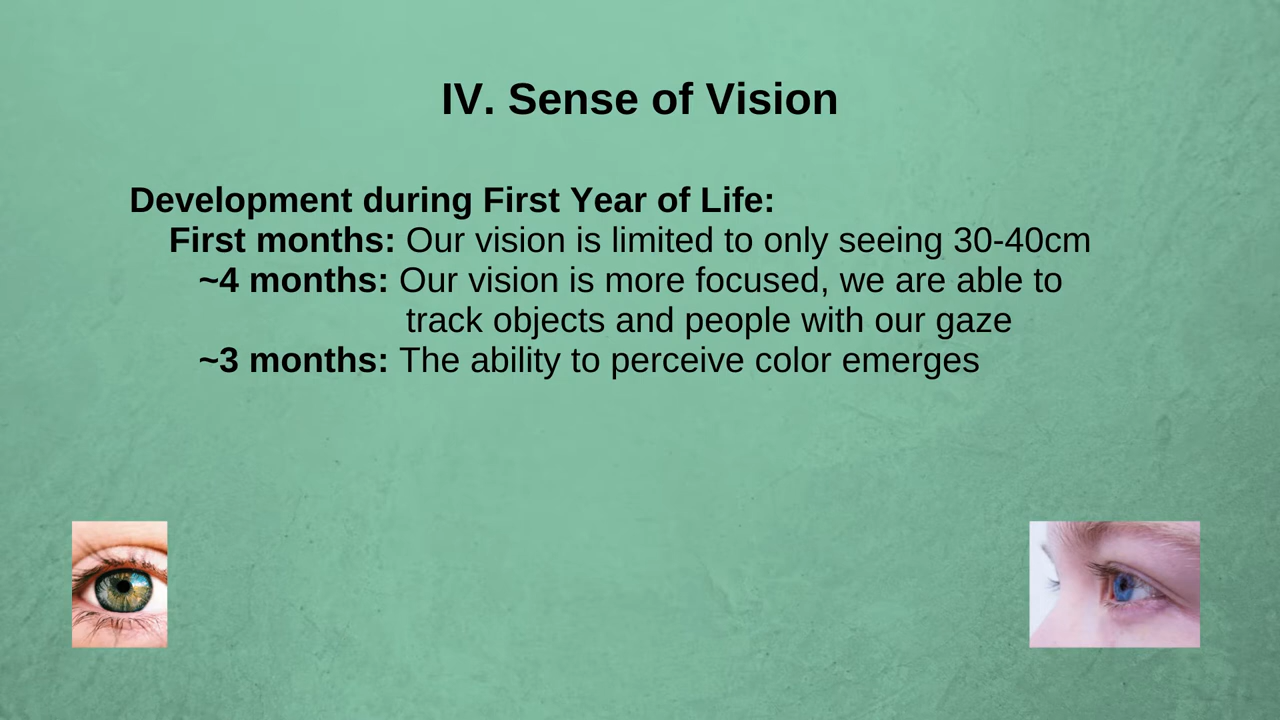 IV. Sense of Vision
Development during First Year of Life:
First months: Our vision is limited to only seeing 30-40cm
~4 months: Our vision is more focused, we are able to
track objects and people with our gaze
~3 months: The ability to perceive color emerges